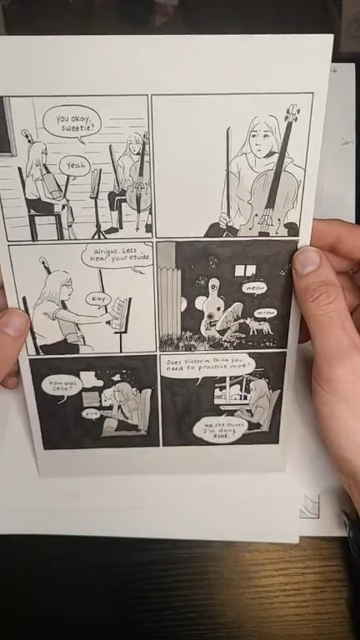 you okay,
sweetie?
Yeah
alright. Lets
hear your etude
kay
meow
meow
How was
cello?
fine
Does Victoria think you
need to practice more?
no, she thinks
I'm doing
fine.